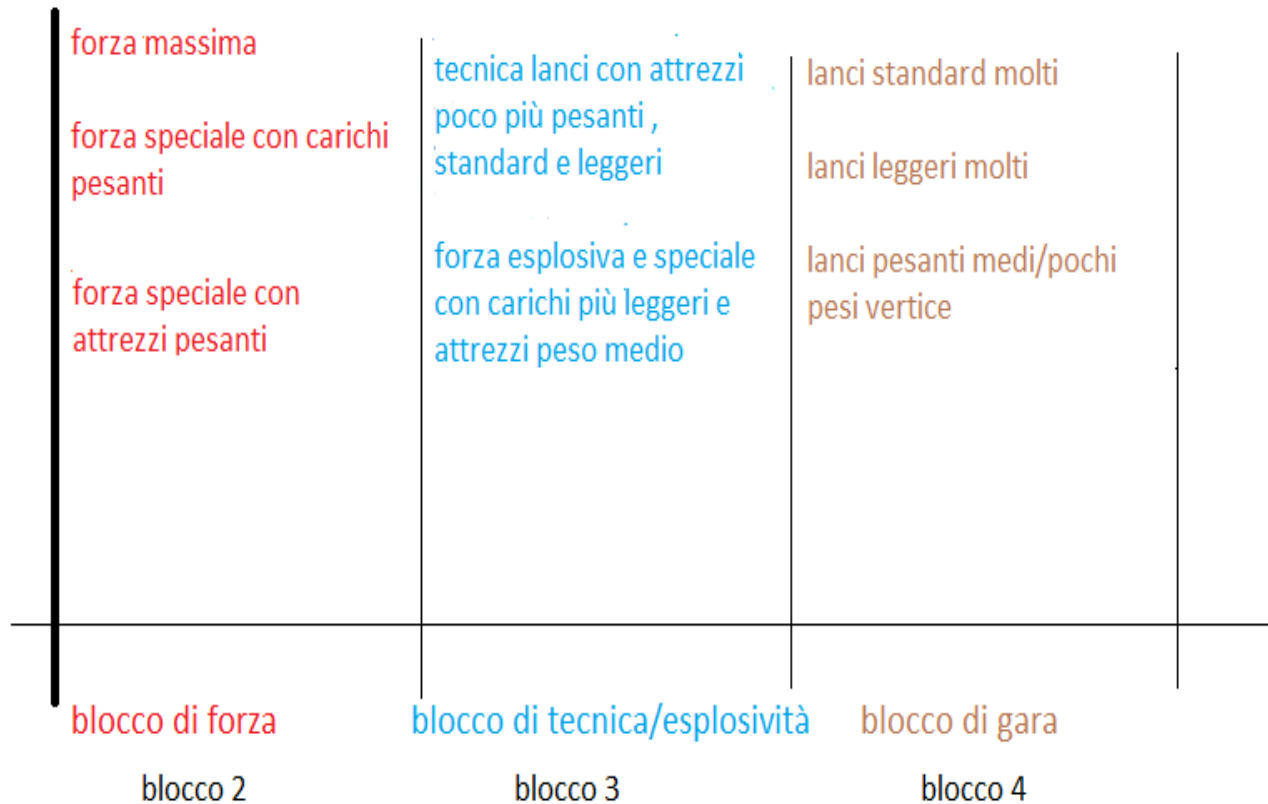 forza massima
forza speciale con carichi
pesanti
forza speciale con
attrezzi pesanti
tecnica lanci con attrezzi
poco più pesanti ,
standard e leggeri
forza esplosiva e speciale
con carichi più leggeri e
attrezzi peso medio
lanci standard molti
lanci leggeri molti
lanci pesanti medi/pochi
pesi vertice
blocco di forza
blocco di tecnica/esplosività
blocco di gara
blocco 2
blocco 3
blocco 4